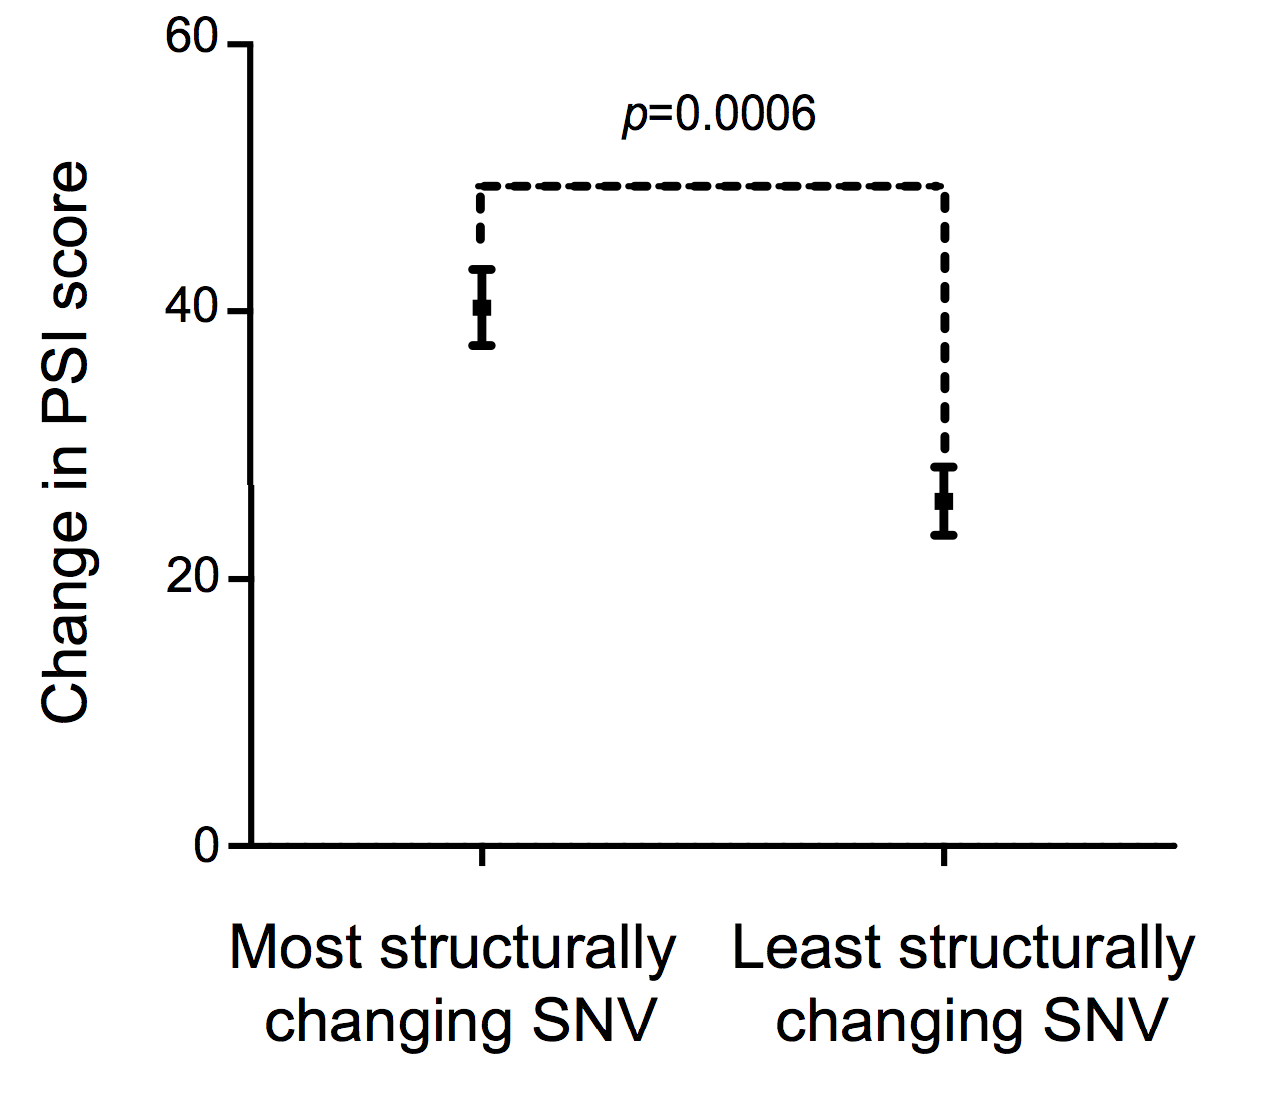 60
p=0.0006
Change in PSI score
40
20
0
Most structurally
changing SNV
Least structurally
changing SNV